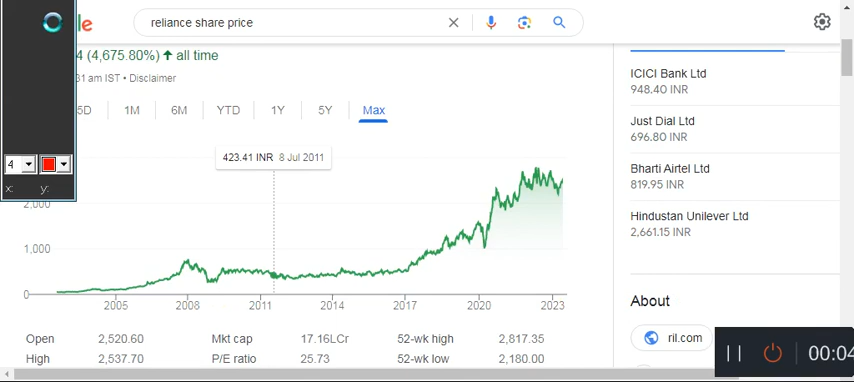 le
reliance share price
4 (4,675.80%) ↑ all time
31 am IST • Disclaimer
5D 1M 6M YTD 1Y 5Y Max
423.41 INR 8 Jul 2011
4
x: y:
2,000
1,000
0
2005 2008 2011 2014 2017 2020 2023
Open 2,520.60 Mkt cap 17.16LCr 52-wk high 2,817.35
High 2,537.70 P/E ratio 25.73 52-wk low 2,180.00
ICICI Bank Ltd
948.40 INR
Just Dial Ltd
696.80 INR
Bharti Airtel Ltd
819.95 INR
Hindustan Unilever Ltd
2,661.15 INR
About
ril.com
00:04